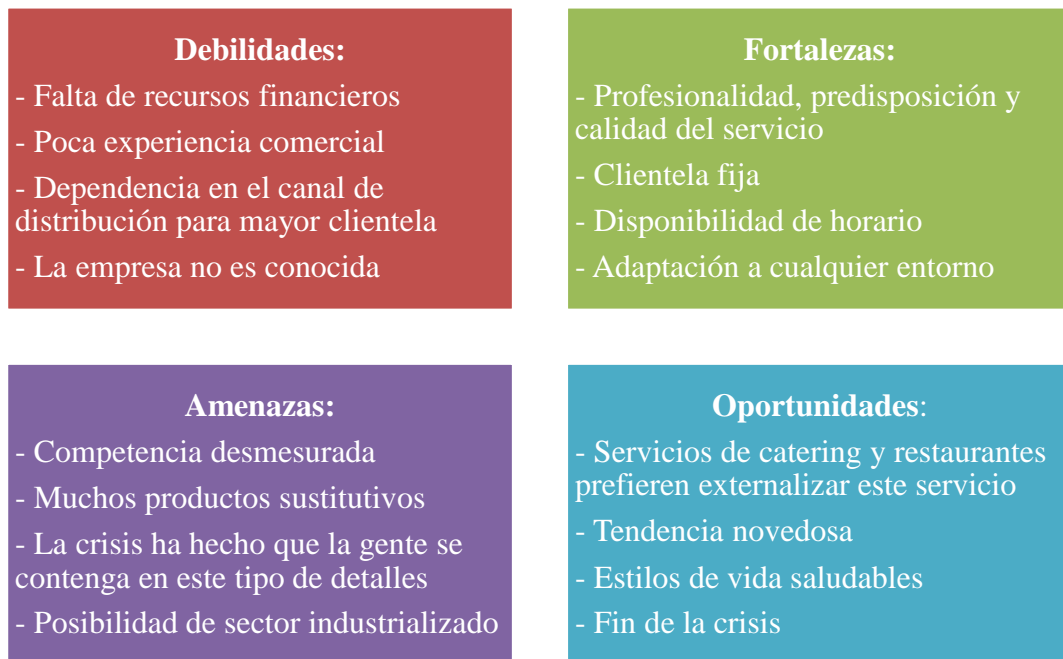 Debilidades:
- Falta de recursos financieros
- Poca experiencia comercial
- Dependencia en el canal de
distribución para mayor clientela
- La empresa no es conocida
Fortalezas:
- Profesionalidad, predisposición y
calidad del servicio
- Clientela fija
- Disponibilidad de horario
- Adaptación a cualquier entorno
Amenazas:
- Competencia desmesurada
- Muchos productos sustitutivos
- La crisis ha hecho que la gente se
contenga en este tipo de detalles
- Posibilidad de sector industrializado
Oportunidades:
- Servicios de catering y restaurantes
prefieren externalizar este servicio
- Tendencia novedosa
- Estilos de vida saludables
- Fin de la crisis